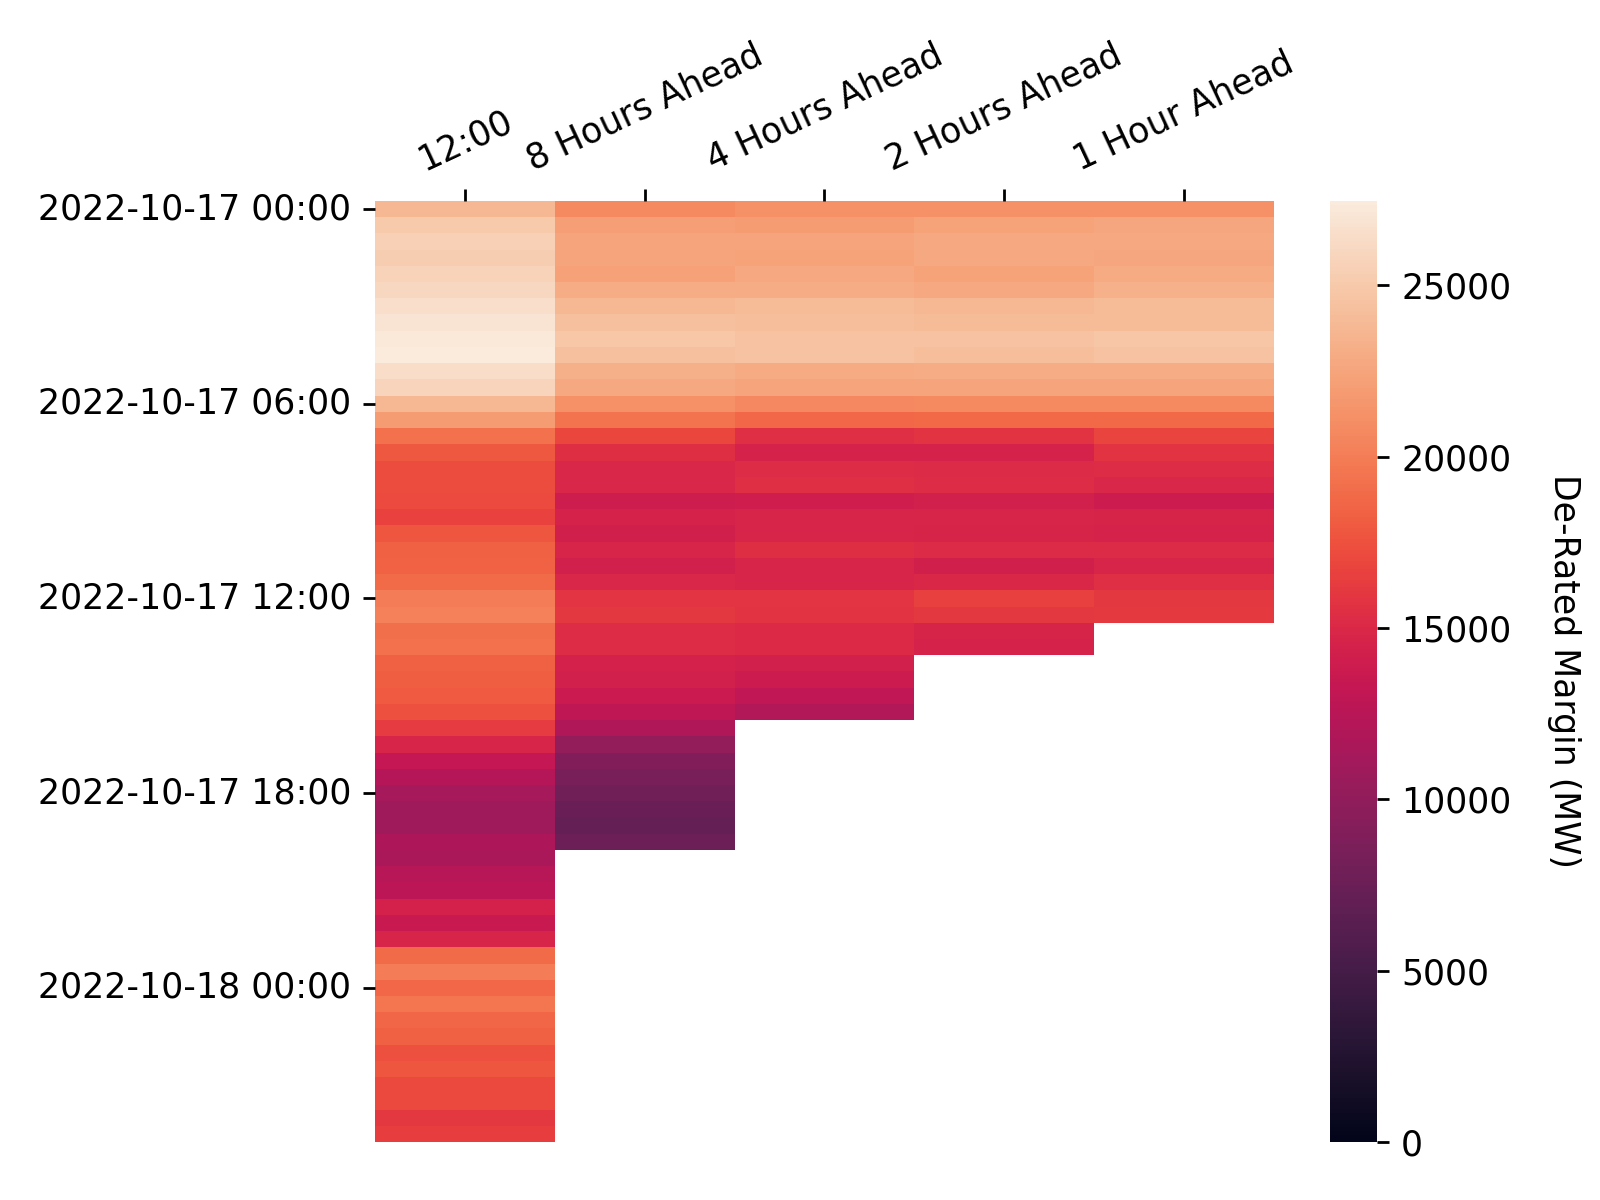 12:00
8 Hours Ahead
4 Hours Ahead
2 Hours Ahead
1 Hour Ahead
2022-10-17 00:00
2022-10-17 06:00
2022-10-17 12:00
2022-10-17 18:00
2022-10-18 00:00
25000
20000
15000
10000
5000
0
De-Rated Margin (MW)